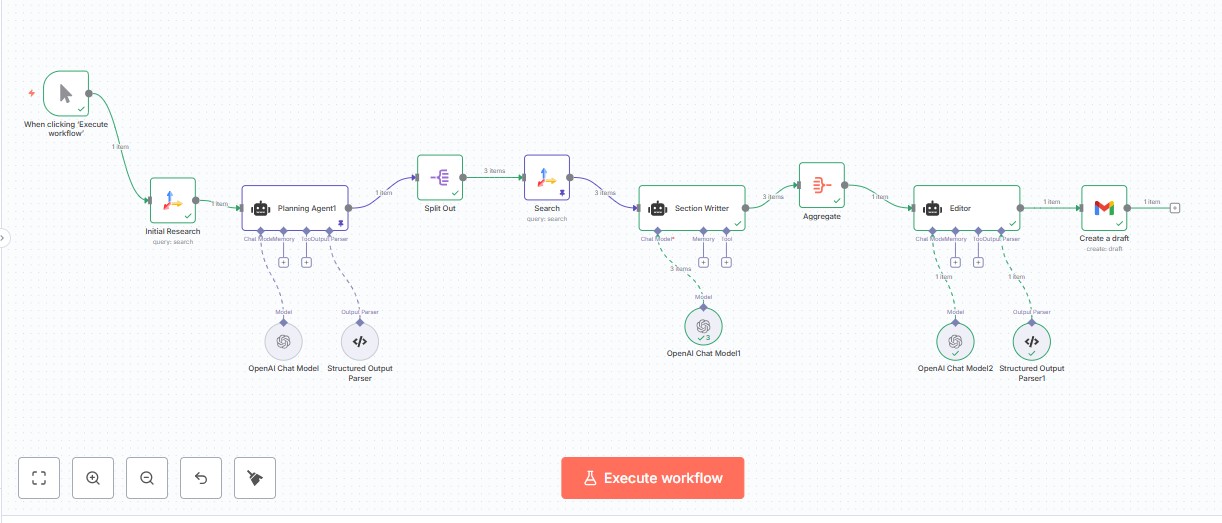 When clicking 'Execute
workflow'
1 item
Initial Research
query: search
1 item
Planning Agent1
Chat Model
Memory
Tool
Output Parser
Model
OpenAI Chat Model
Output Parser
Structured Output
Parser
1 item
Split Out
3 items
Search
query: search
3 items
Section Writter
Chat Model*
Memory
Tool
3 items
Model
3
OpenAI Chat Model1
3 items
Aggregate
1 item
Editor
Chat Model
Memory
Tool
Output Parser
1 item
1 item
Model
OpenAI Chat Model2
Output Parser
Structured Output
Parser1
1 item
Create a draft
create: draft
1 item
Execute workflow